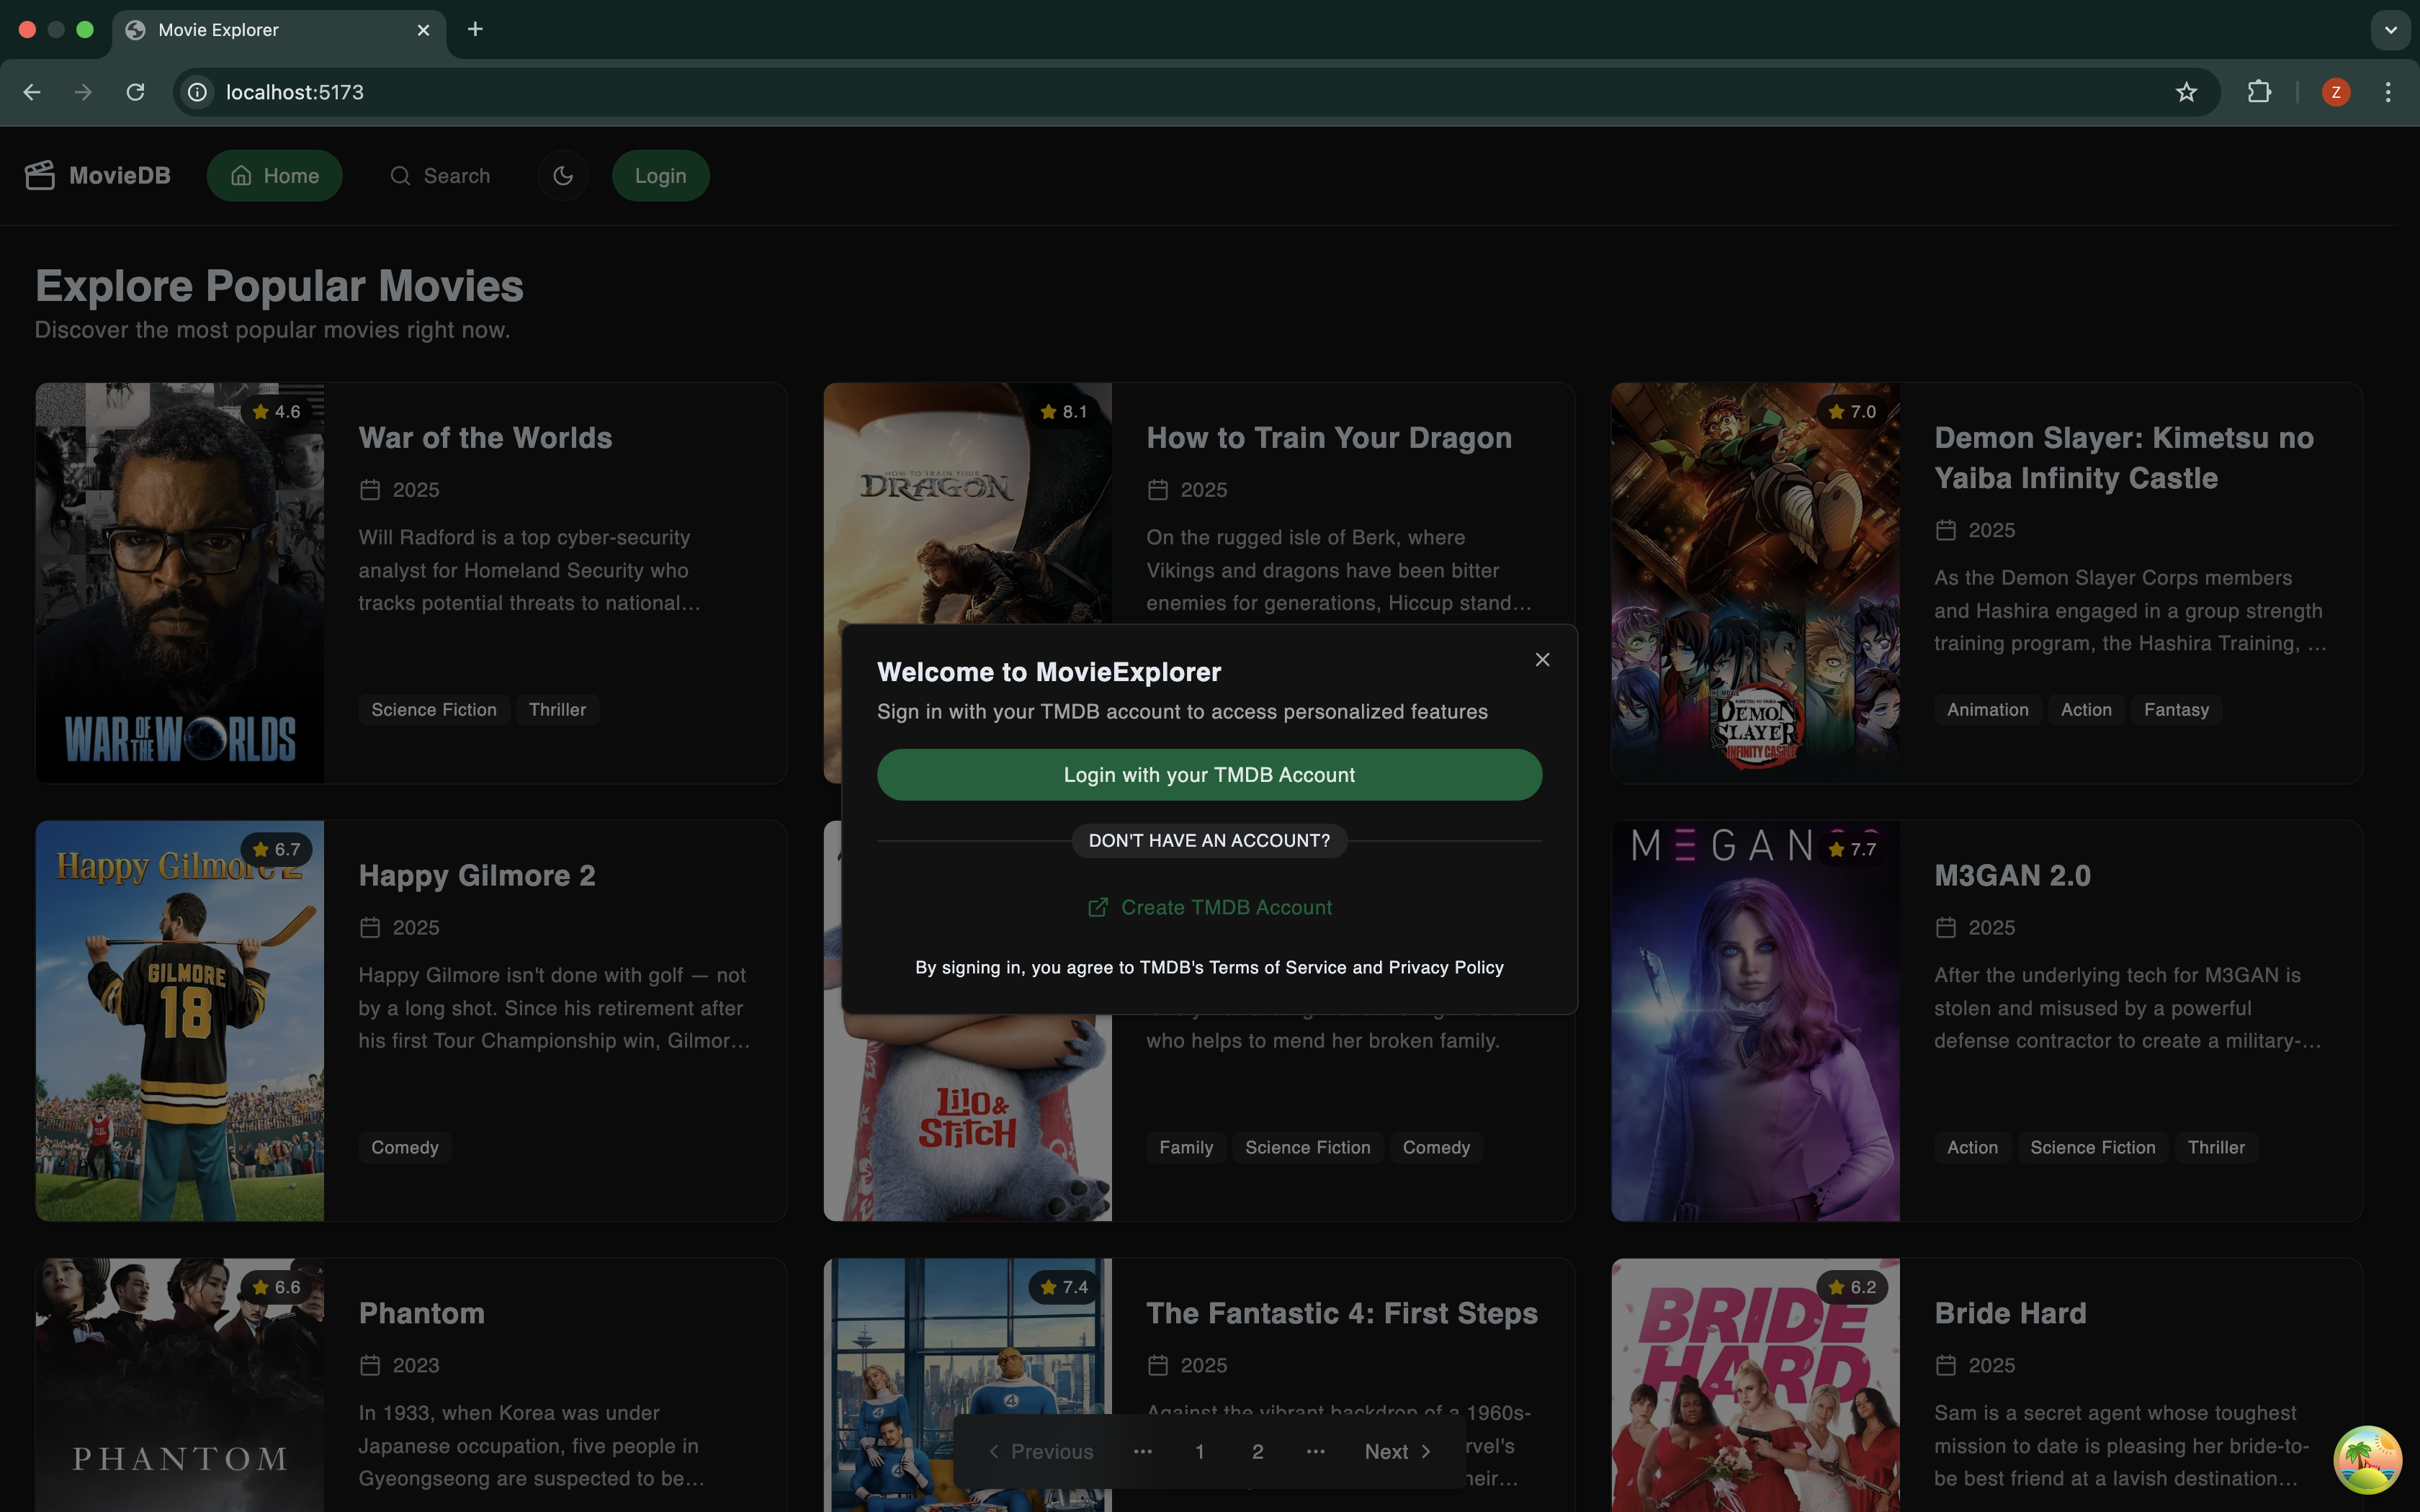 Movie Explorer
localhost:5173
Z
MovieDB
Home
Search
Login
Explore Popular Movies
Discover the most popular movies right now.
4.6
War of the Worlds
2025
Will Radford is a top cyber-security
analyst for Homeland Security who
tracks potential threats to national...
Science Fiction
Thriller
WAR OF THE WORLDS
8.1
HOW TO TRAIN YOUR
DRAGON
How to Train Your Dragon
2025
On the rugged isle of Berk, where
Vikings and dragons have been bitter
enemies for generations, Hiccup stand...
7.0
Demon Slayer: Kimetsu no
Yaiba Infinity Castle
2025
As the Demon Slayer Corps members
and Hashira engaged in a group strength
training program, the Hashira Training, ...
Animation
Action
Fantasy
DEMON
SLAYER
INFINITY CASTLE
Welcome to MovieExplorer
Sign in with your TMDB account to access personalized features
Login with your TMDB Account
DON'T HAVE AN ACCOUNT?
Create TMDB Account
By signing in, you agree to TMDB's Terms of Service and Privacy Policy
6.7
Happy Gilmore 2
GILMORE
18
Happy Gilmore 2
2025
Happy Gilmore isn't done with golf — not
by a long shot. Since his retirement after
his first Tour Championship win, Gilmor...
Comedy
Lilo &
Stitch
who helps to mend her broken family.
Family
Science Fiction
Comedy
M3GAN
7.7
M3GAN 2.0
2025
After the underlying tech for M3GAN is
stolen and misused by a powerful
defense contractor to create a military-...
Action
Science Fiction
Thriller
6.6
PHANTOM
Phantom
2023
In 1933, when Korea was under
Japanese occupation, five people in
Gyeongseong are suspected to be...
7.4
4
4
4
The Fantastic 4: First Steps
2025
Against the vibrant backdrop of a 1960s-
6.2
BRIDE
HARD
Bride Hard
2025
Sam is a secret agent whose toughest
mission to date is pleasing her bride-to-
be best friend at a lavish destination...
Previous
...
1
2
...
Next